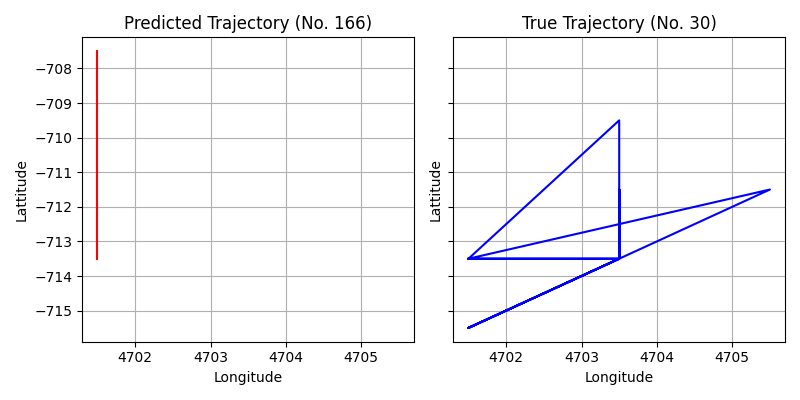 Predicted Trajectory (No. 166)
−708
−709
−710
−711
−712
−713
−714
−715
Lattitude
4702 4703 4704 4705
Longitude
True Trajectory (No. 30)
Lattitude
4702 4703 4704 4705
Longitude